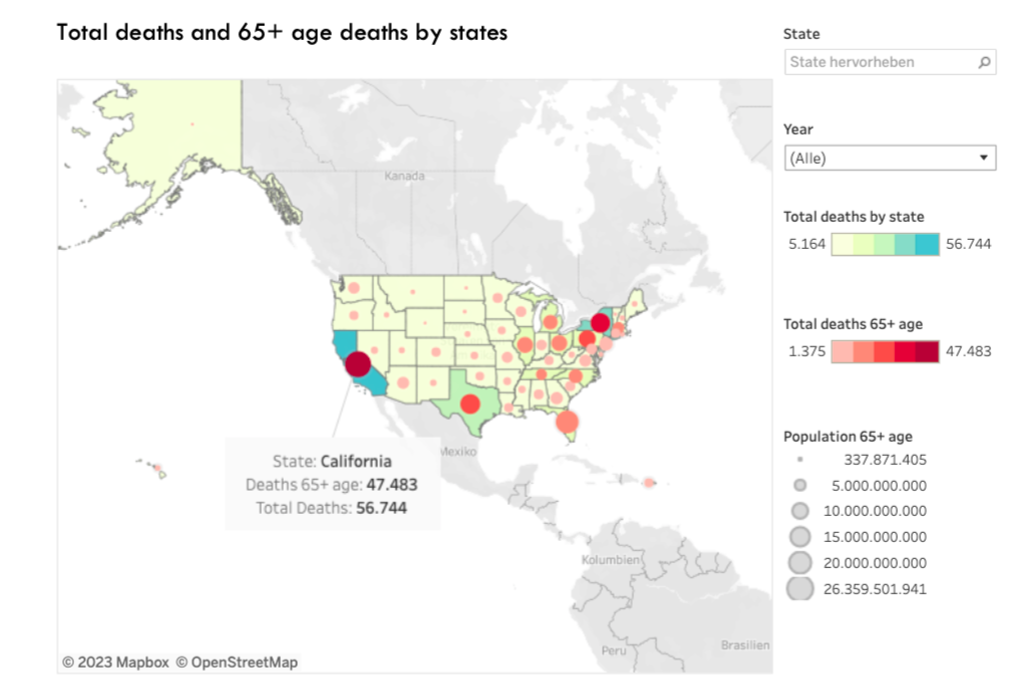 Total deaths and 65+ age deaths by states
State
State hervorheben
Year
(Alle)
Kanada
Total deaths by state
5.164 56.744
Total deaths 65+ age
1.375 47.483
Mexiko
State: California
Deaths 65+ age: 47.483
Total Deaths: 56.744
Population 65+ age
337.871.405
5.000.000.000
10.000.000.000
15.000.000.000
20.000.000.000
26.359.501.941
Kolumbien
Peru
Brasilien
© 2023 Mapbox © OpenStreetMap